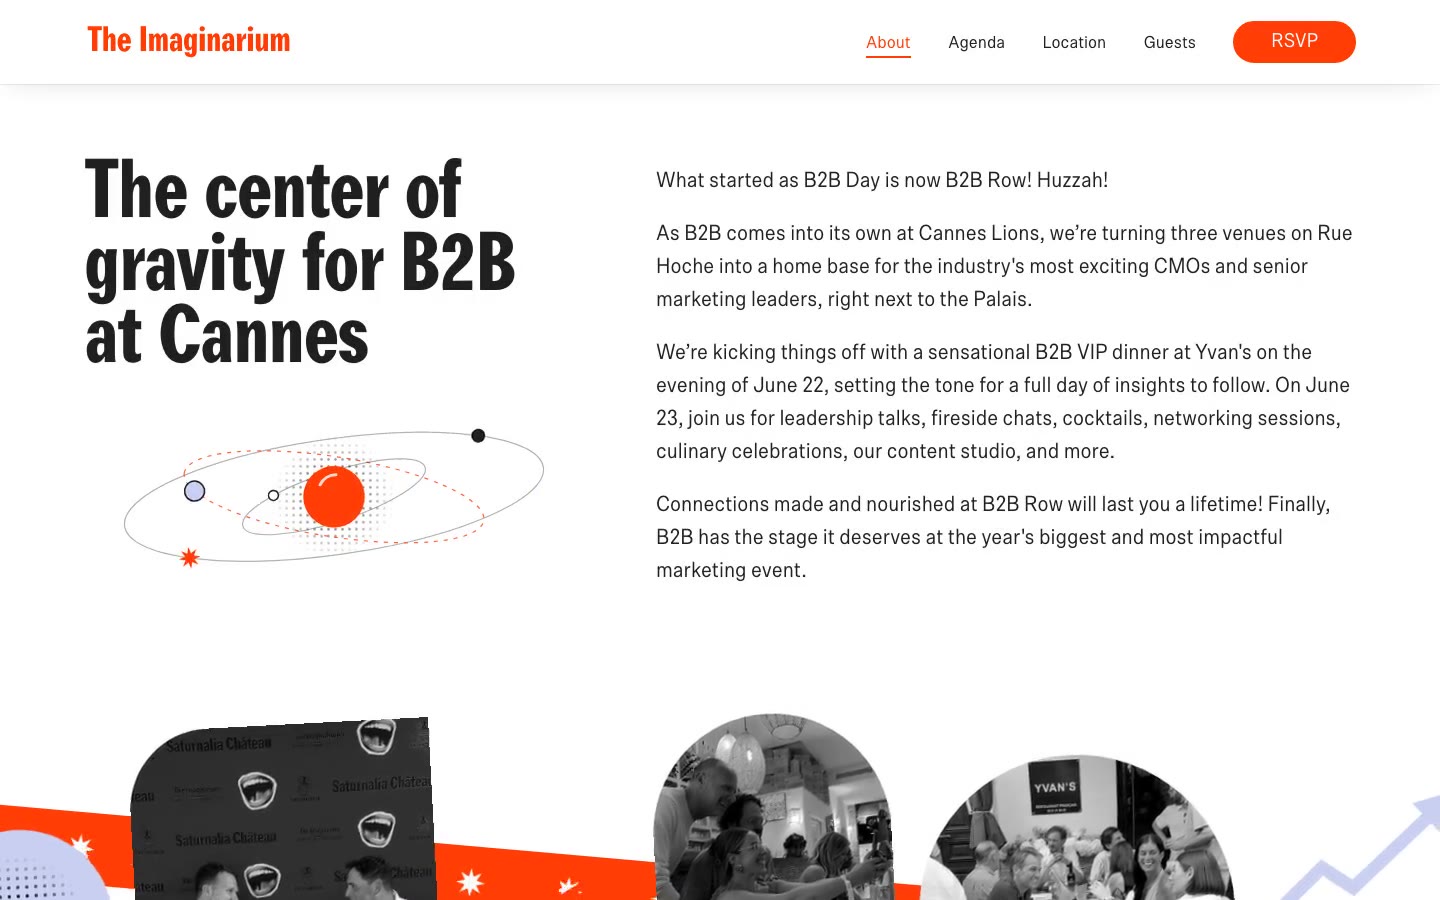 The Imaginarium
About
Agenda
Location
Guests
RSVP
The center of
gravity for B2B
at Cannes
What started as B2B Day is now B2B Row! Huzzah!
As B2B comes into its own at Cannes Lions, we’re turning three venues on Rue
Hoche into a home base for the industry's most exciting CMOs and senior
marketing leaders, right next to the Palais.
We’re kicking things off with a sensational B2B VIP dinner at Yvan's on the
evening of June 22, setting the tone for a full day of insights to follow. On June
23, join us for leadership talks, fireside chats, cocktails, networking sessions,
culinary celebrations, our content studio, and more.
Connections made and nourished at B2B Row will last you a lifetime! Finally,
B2B has the stage it deserves at the year's biggest and most impactful
marketing event.
Saturnalia Château
Saturnalia Château
Saturnalia Château
YVAN'S